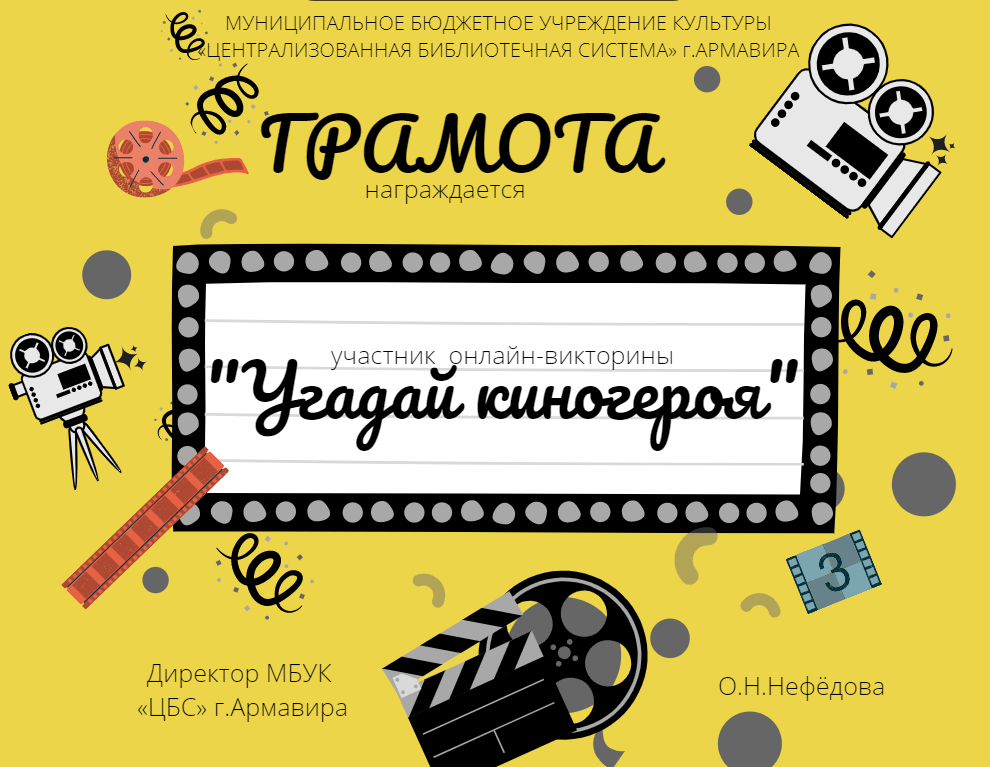 МУНИЦИПАЛЬНОЕ БЮДЖЕТНОЕ УЧРЕЖДЕНИЕ КУЛЬТУРЫ
«ЦЕНТРАЛИЗОВАННАЯ БИБЛИОТЕЧНАЯ СИСТЕМА» г.АРМАВИРА
ГРАМОТА
награждается
участник онлайн-викторины
"Угадай киногероя"
3
Директор МБУК
«ЦБС» г.Армавира
О.Н.Нефёдова